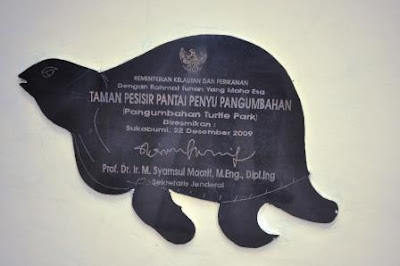 KEMENTERIAN KELAUTAN DAN PERIKANAN
Dengan Rahmat Tuhan Yang Maha Esa
TAMAN PESISIR PANTAI PENYU PANGUMBAHAN
(Pangumbahan Turtle Park)
Diresmikan :
Sukabumi, 22 Desember 2009
Prof. Dr. Ir. M. Syamsul Maarif, M.Eng., Dipl.Ing
Sekretaris Jenderal